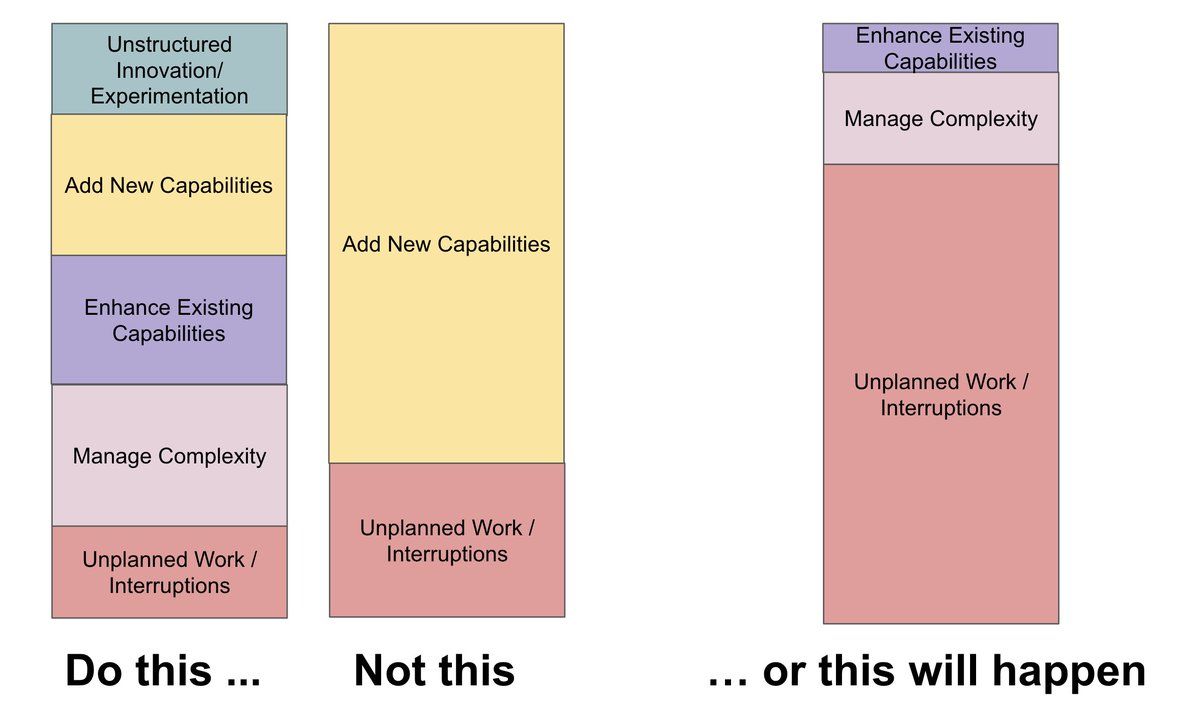 Unstructured
Innovation/
Experimentation
Add New Capabilities
Enhance Existing
Capabilities
Manage Complexity
Unplanned Work /
Interruptions
Do this ...
Add New Capabilities
Unplanned Work /
Interruptions
Not this
Enhance Existing
Capabilities
Manage Complexity
Unplanned Work /
Interruptions
... or this will happen